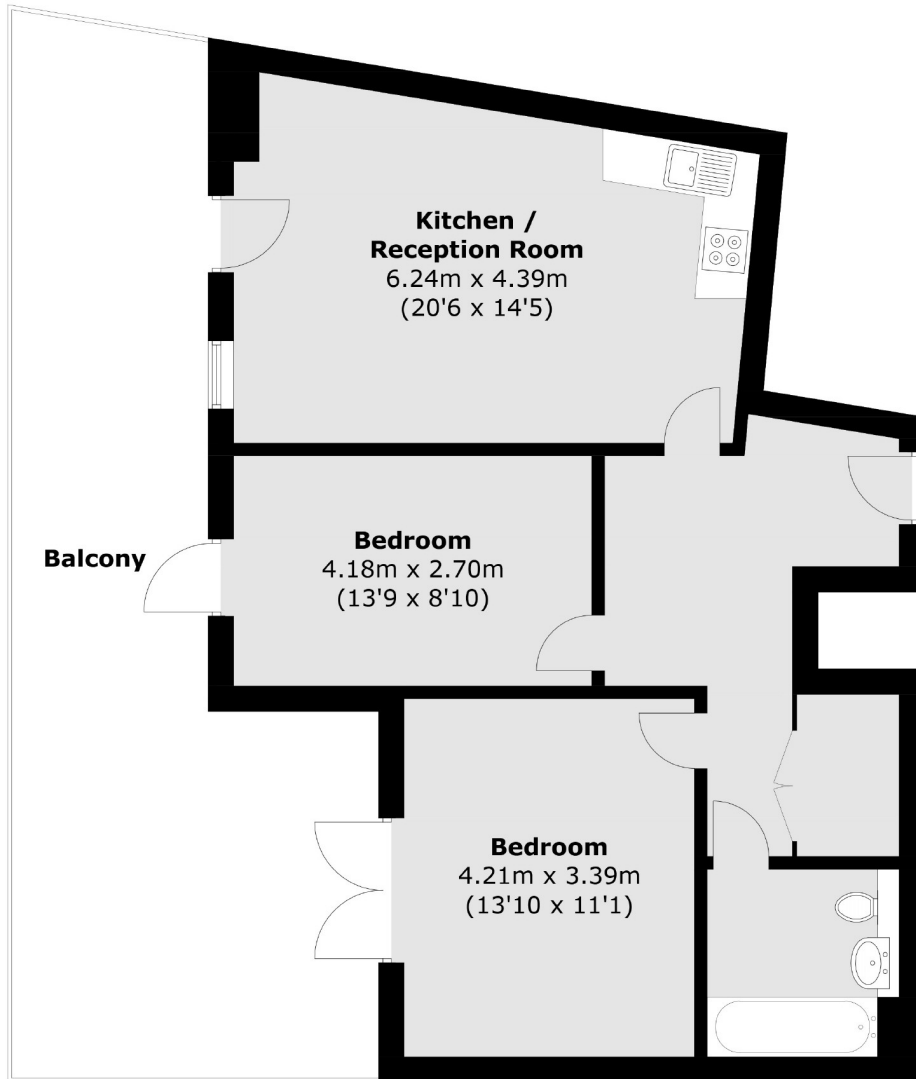 Kitchen /
Reception Room
6.24m x 4.39m
(20'6 x 14'5)
Balcony
Bedroom
4.18m x 2.70m
(13'9 x 8'10)
Bedroom
4.21m x 3.39m
(13'10 x 11'1)